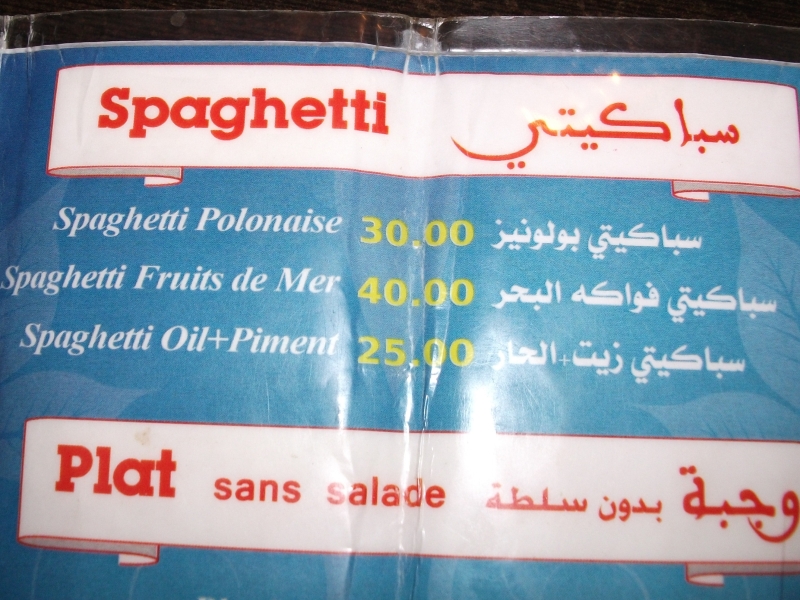 Spaghetti سباكيتي
Spaghetti Polonaise 30.00 سباكيتي بولونيز
Spaghetti Fruits de Mer 40.00 سباكيتي فواكه البحر
Spaghetti Oil+Piment 25.00 سباكيتي زيت+الحار
Plat sans salade وجبة بدون سلطة